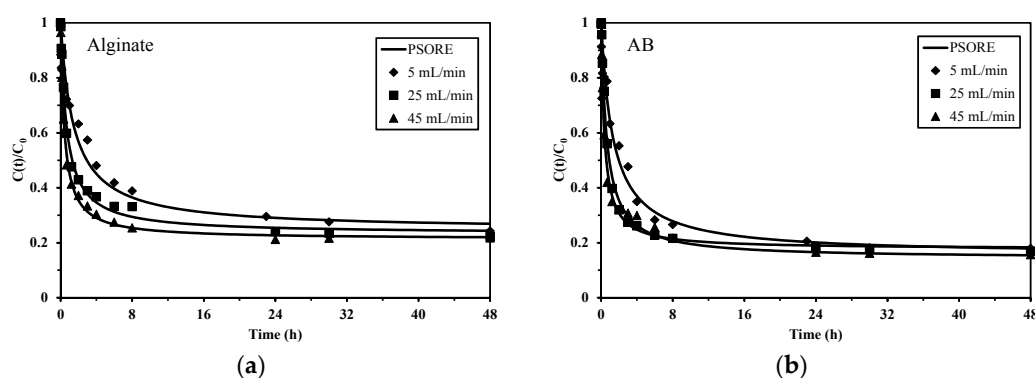 Alginate
PSORE
5 mL/min
25 mL/min
45 mL/min
C(t)/C₀
1
0.8
0.6
0.4
0.2
0
0 8 16 24 32 40 48
Time (h)
(a)
AB
PSORE
5 mL/min
25 mL/min
45 mL/min
C(t)/C₀
1
0.8
0.6
0.4
0.2
0
0 8 16 24 32 40 48
Time (h)
(b)